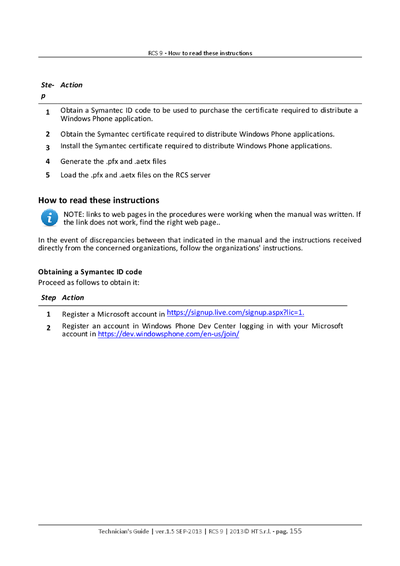 RCS 9 - How to read these instructions
Ste- Action
p
1 Obtain a Symantec ID code to be used to purchase the certificate required to distribute a
Windows Phone application.
2 Obtain the Symantec certificate required to distribute Windows Phone applications.
3 Install the Symantec certificate required to distribute Windows Phone applications.
4 Generate the .pfx and .aetx files
5 Load the .pfx and .aetx files on the RCS server
How to read these instructions
i NOTE: links to web pages in the procedures were working when the manual was written. If
the link does not work, find the right web page..
In the event of discrepancies between that indicated in the manual and the instructions received
directly from the concerned organizations, follow the organizations' instructions.
Obtaining a Symantec ID code
Proceed as follows to obtain it:
Step Action
1 Register a Microsoft account in https://signup.live.com/signup.aspx?lic=1.
2 Register an account in Windows Phone Dev Center logging in with your Microsoft
account in https://dev.windowsphone.com/en-us/join/
Technician's Guide | ver.1.5 SEP-2013 | RCS 9 | 2013© HT S.r.l. - pag. 155